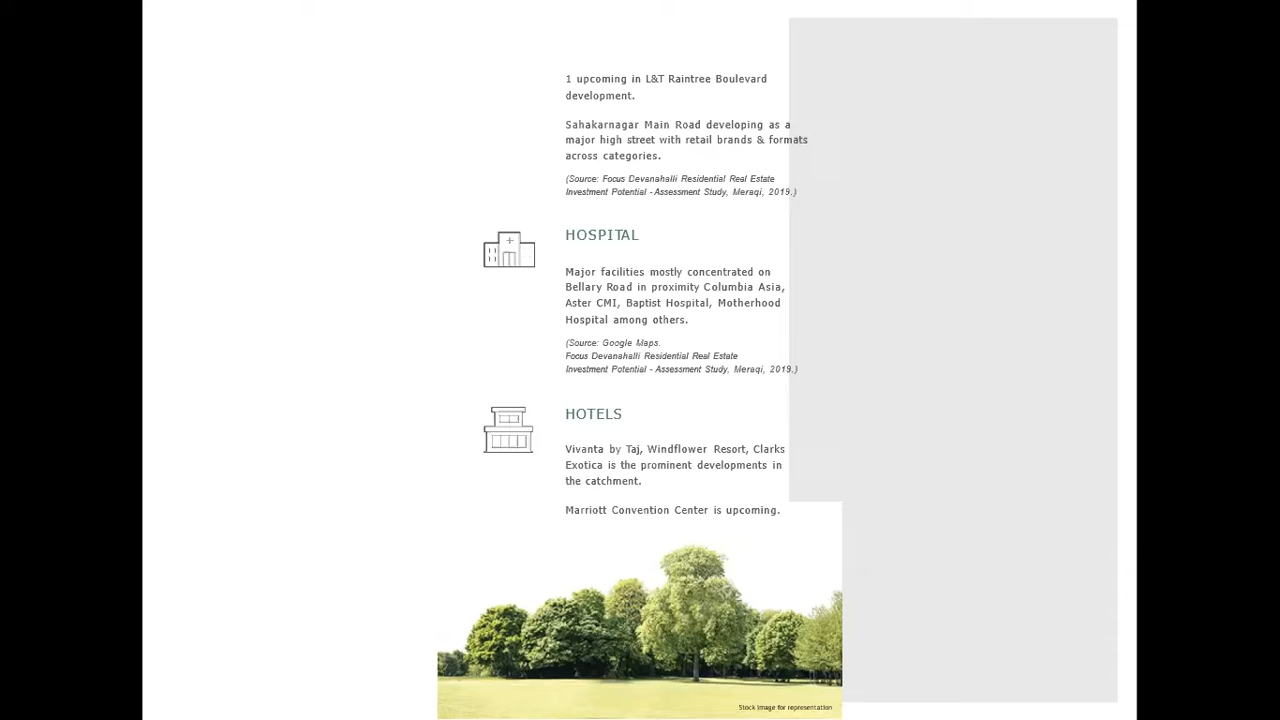 1 upcoming in L&T Raintree Boulevard
development.
Sahakarnagar Main Road developing as a
major high street with retail brands & formats
across categories.
(Source: Focus Devanahalli Residential Real Estate
Investment Potential - Assessment Study, Meraqi, 2019.)
HOSPITAL
Major facilities mostly concentrated on
Bellary Road in proximity Columbia Asia,
Aster CMI, Baptist Hospital, Motherhood
Hospital among others.
(Source: Google Maps.
Focus Devanahalli Residential Real Estate
Investment Potential - Assessment Study, Meraqi, 2019.)
HOTELS
Vivanta by Taj, Windflower Resort, Clarks
Exotica is the prominent developments in
the catchment.
Marriott Convention Center is upcoming.
Stock image for representation